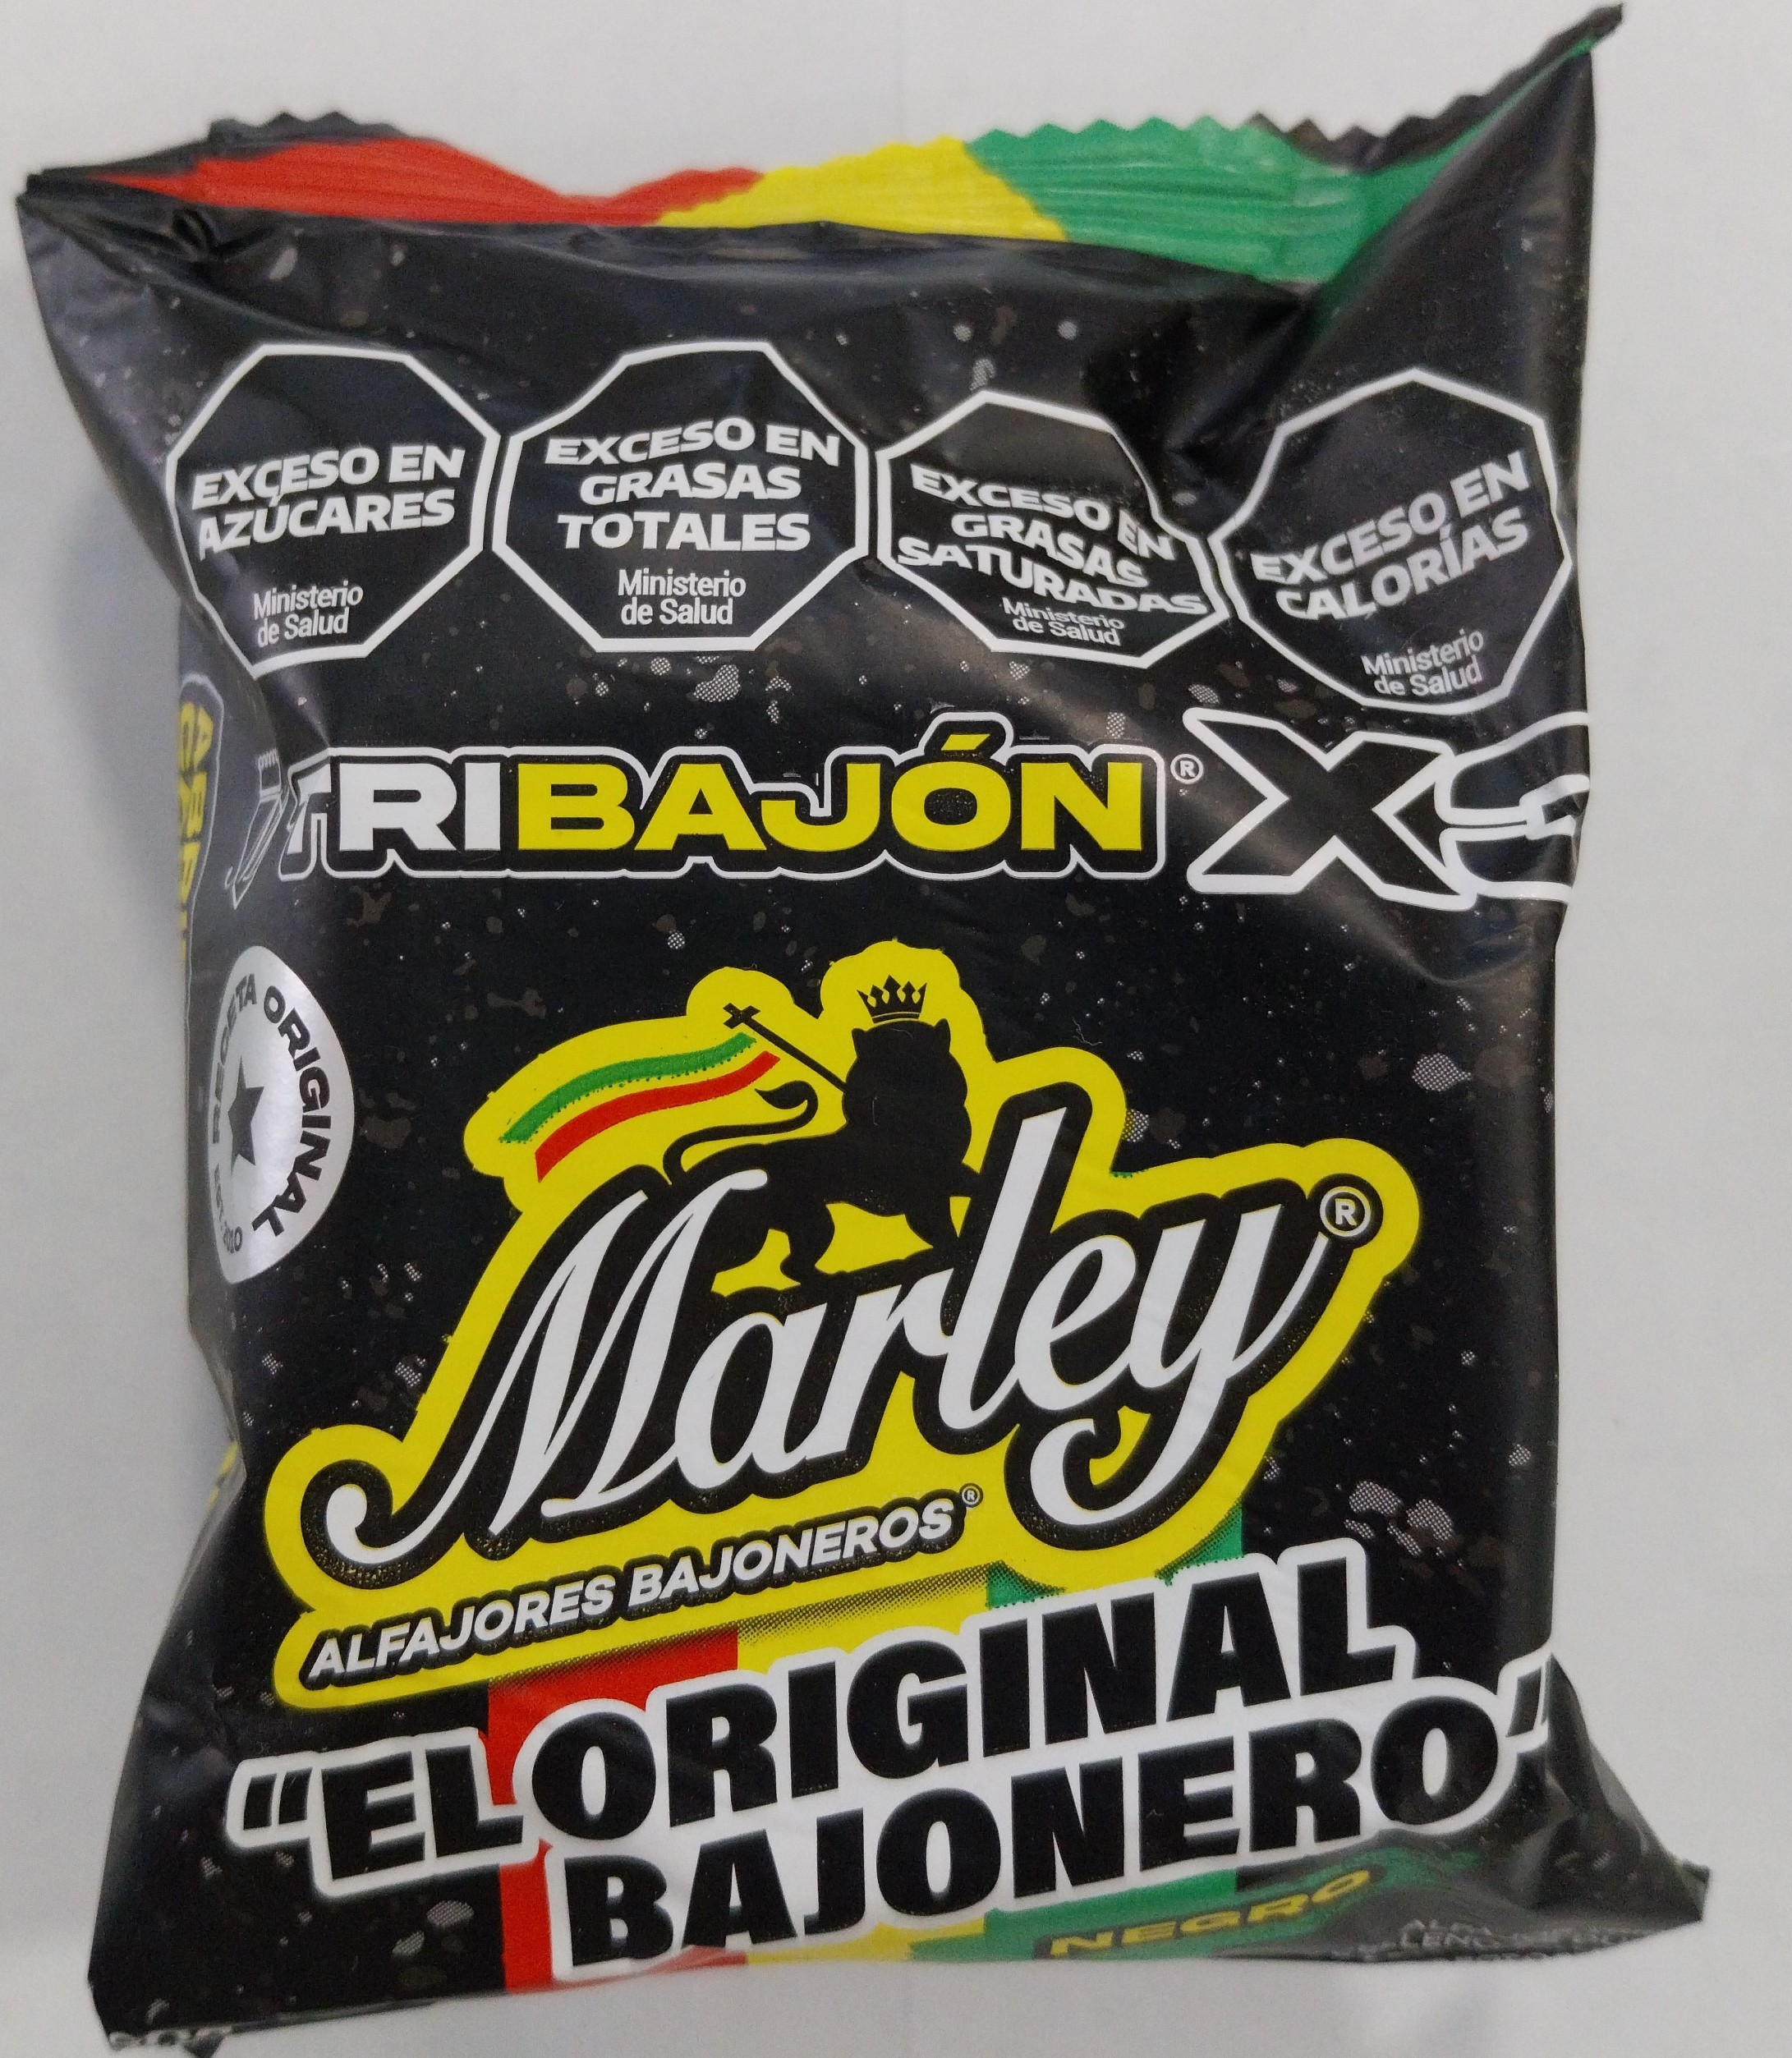 EXCESO EN
AZÚCARES
Ministerio
de Salud
EXCESO EN
GRASAS
TOTALES
Ministerio
de Salud
EXCESO EN
GRASAS
SATURADAS
Ministerio
de Salud
EXCESO EN
CALORÍAS
Ministerio
de Salud
TRIBAJÓN®
RECETA ORIGINAL
Marley®
ALFAJORES BAJONEROS®
"EL ORIGINAL
BAJONERO"
NEGRO